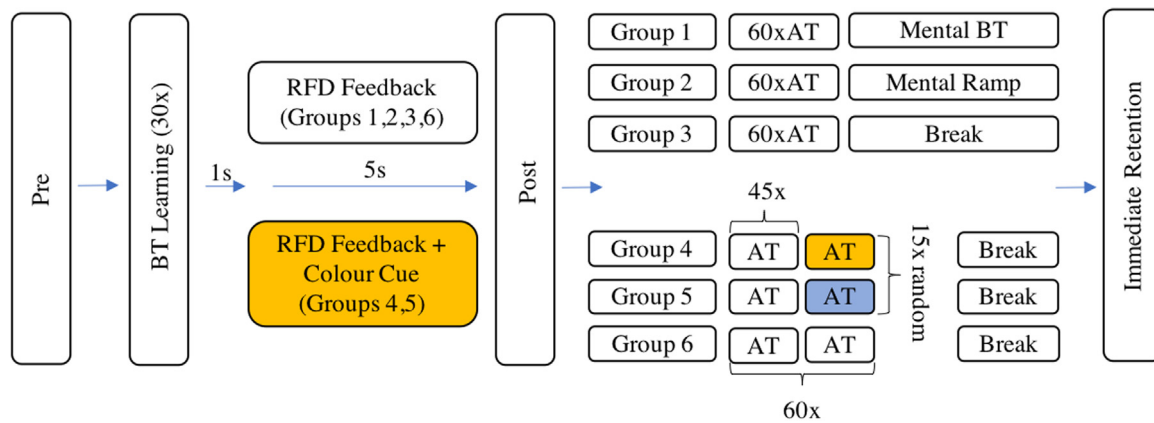 Pre
BT Learning (30x)
1s
RFD Feedback
(Groups 1,2,3,6)
5s
RFD Feedback +
Colour Cue
(Groups 4,5)
Post
Group 1 60xAT Mental BT
Group 2 60xAT Mental Ramp
Group 3 60xAT Break
45x
Group 4 AT AT Break
Group 5 AT AT Break
Group 6 AT AT Break
15x random
60x
Immediate Retention